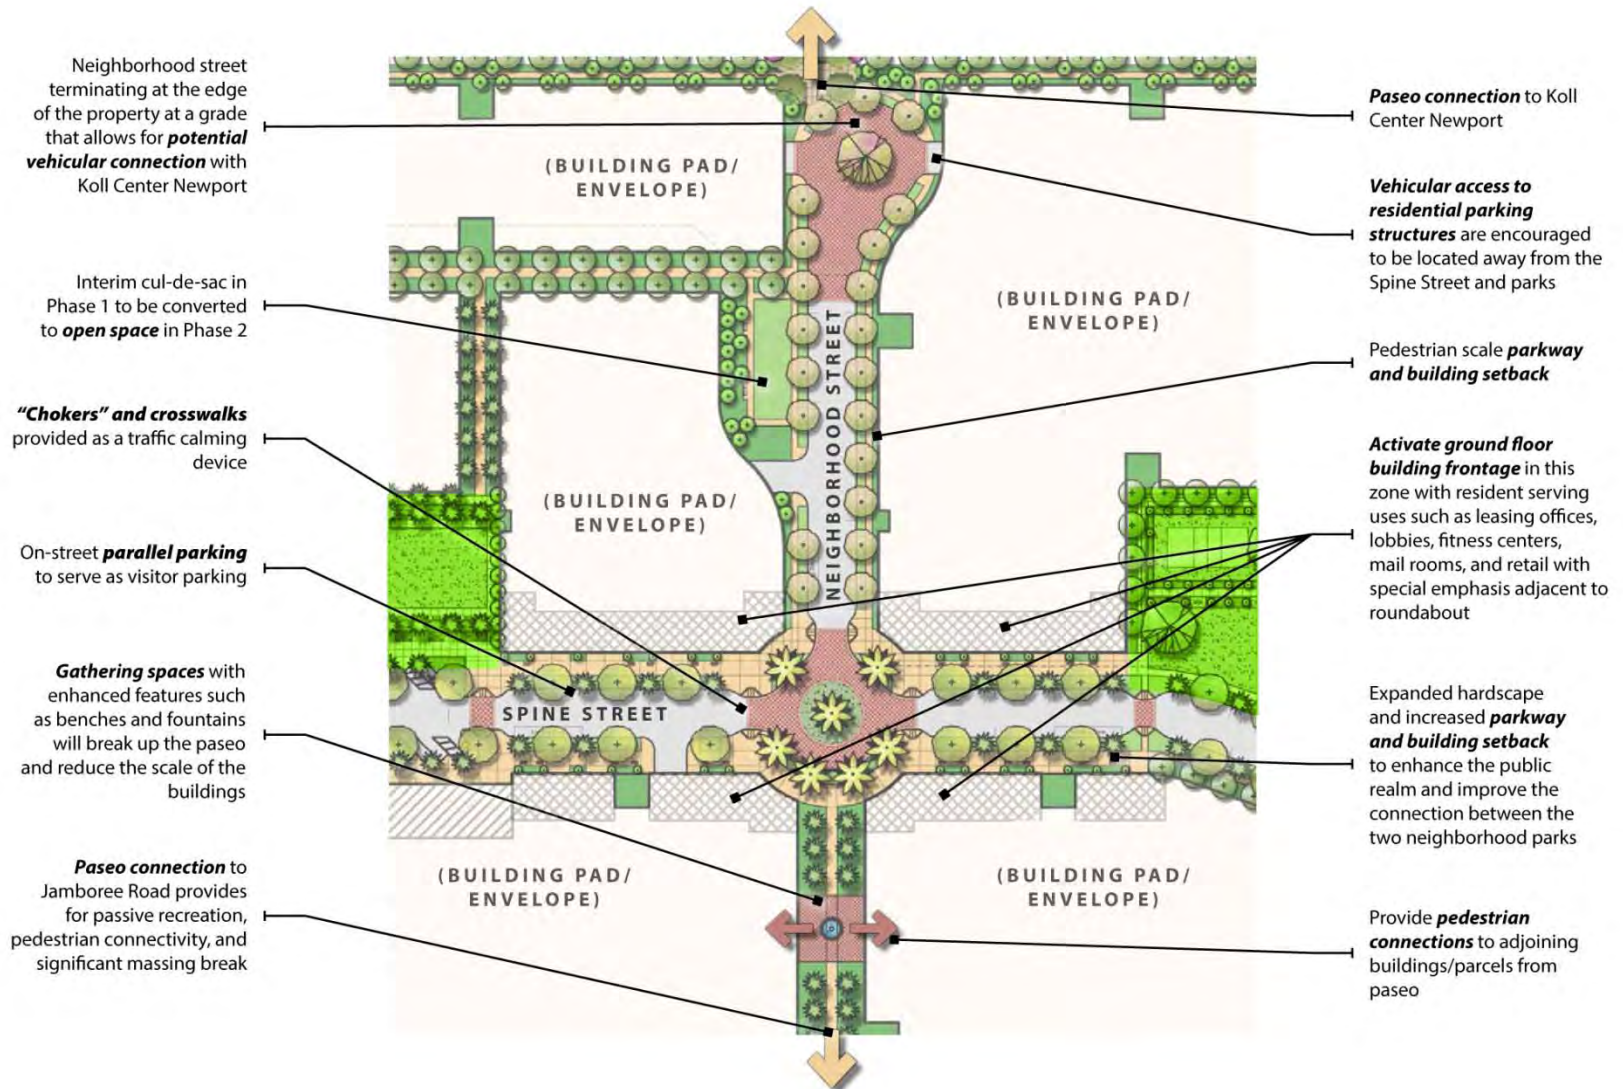 Neighborhood street
terminating at the edge
of the property at a grade
that allows for potential
vehicular connection with
Koll Center Newport
Interim cul-de-sac in
Phase 1 to be converted
to open space in Phase 2
“Chokers” and crosswalks
provided as a traffic calming
device
On-street parallel parking
to serve as visitor parking
Gathering spaces with
enhanced features such
as benches and fountains
will break up the paseo
and reduce the scale of the
buildings
Paseo connection to
Jamboree Road provides
for passive recreation,
pedestrian connectivity, and
significant massing break
(BUILDING PAD/
ENVELOPE)
(BUILDING PAD/
ENVELOPE)
(BUILDING PAD/
ENVELOPE)
NEIGHBORHOOD STREET
SPINE STREET
(BUILDING PAD/
ENVELOPE)
(BUILDING PAD/
ENVELOPE)
Paseo connection to Koll
Center Newport
Vehicular access to
residential parking
structures are encouraged
to be located away from the
Spine Street and parks
Pedestrian scale parkway
and building setback
Activate ground floor
building frontage in this
zone with resident serving
uses such as leasing offices,
lobbies, fitness centers,
mail rooms, and retail with
special emphasis adjacent to
roundabout
Expanded hardscape
and increased parkway
and building setback
to enhance the public
realm and improve the
connection between the
two neighborhood parks
Provide pedestrian
connections to adjoining
buildings/parcels from
paseo